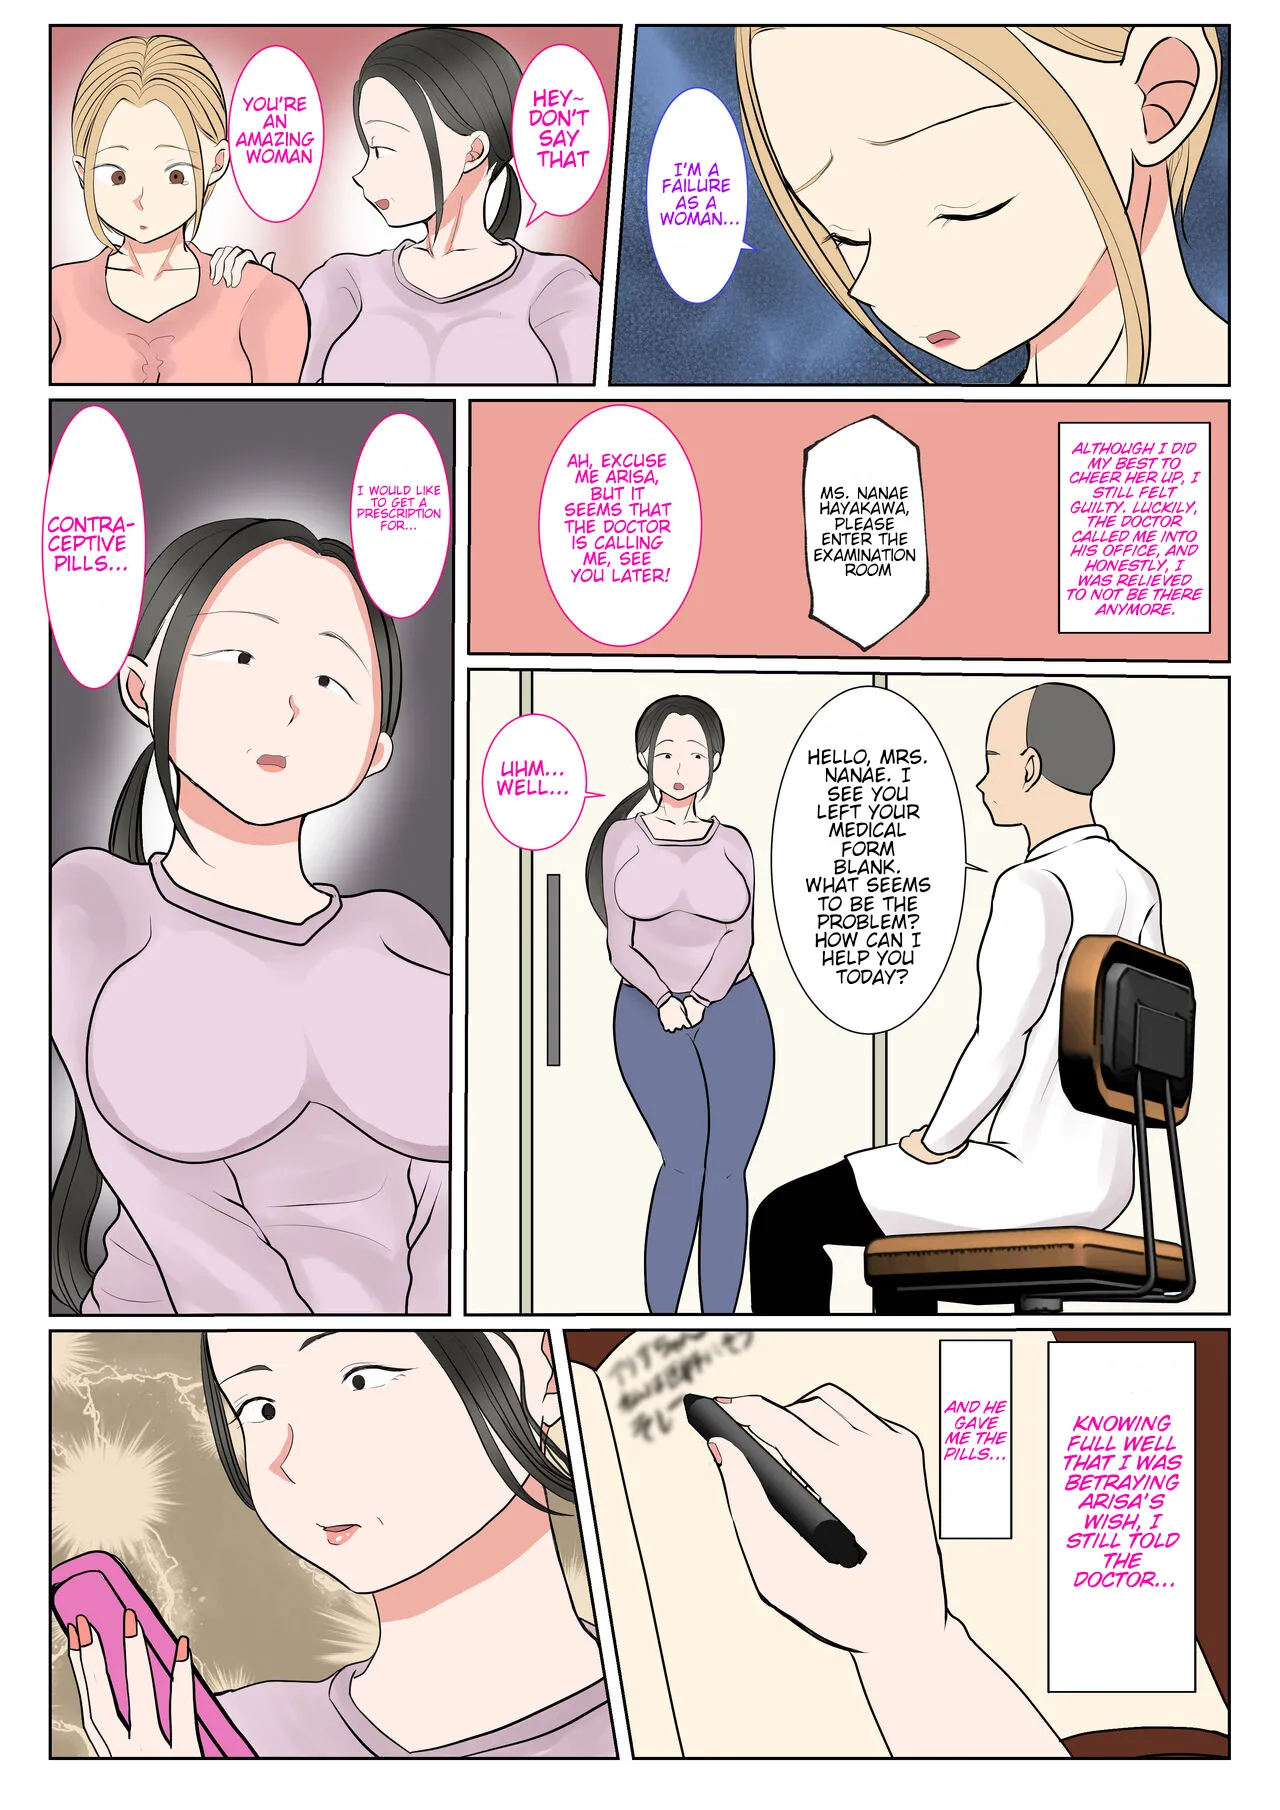 I'M A
FAILURE
AS A
WOMAN...
HEY~
DON'T
SAY
THAT
YOU'RE
AN
AMAZING
WOMAN
ALTHOUGH I DID
MY BEST TO
CHEER HER UP, I
STILL FELT
GUILTY. LUCKILY,
THE DOCTOR
CALLED ME INTO
HIS OFFICE, AND
HONESTLY, I
WAS RELIEVED
TO NOT BE THERE
ANYMORE.
MS. NANAE
HAYAKAWA,
PLEASE
ENTER THE
EXAMINATION
ROOM
AH, EXCUSE
ME ARISA,
BUT IT
SEEMS THAT
THE DOCTOR
IS CALLING
ME, SEE
YOU LATER!
HELLO, MRS.
NANAE. I
SEE YOU
LEFT YOUR
MEDICAL
FORM
BLANK.
WHAT SEEMS
TO BE THE
PROBLEM?
HOW CAN I
HELP YOU
TODAY?
UHM...
WELL...
I WOULD LIKE
TO GET A
PRESCRIPTION
FOR...
CONTRA-
CEPTIVE
PILLS...
KNOWING
FULL WELL
THAT I WAS
BETRAYING
ARISA'S
WISH, I
STILL TOLD
THE
DOCTOR...
AND HE
GAVE
ME THE
PILLS...